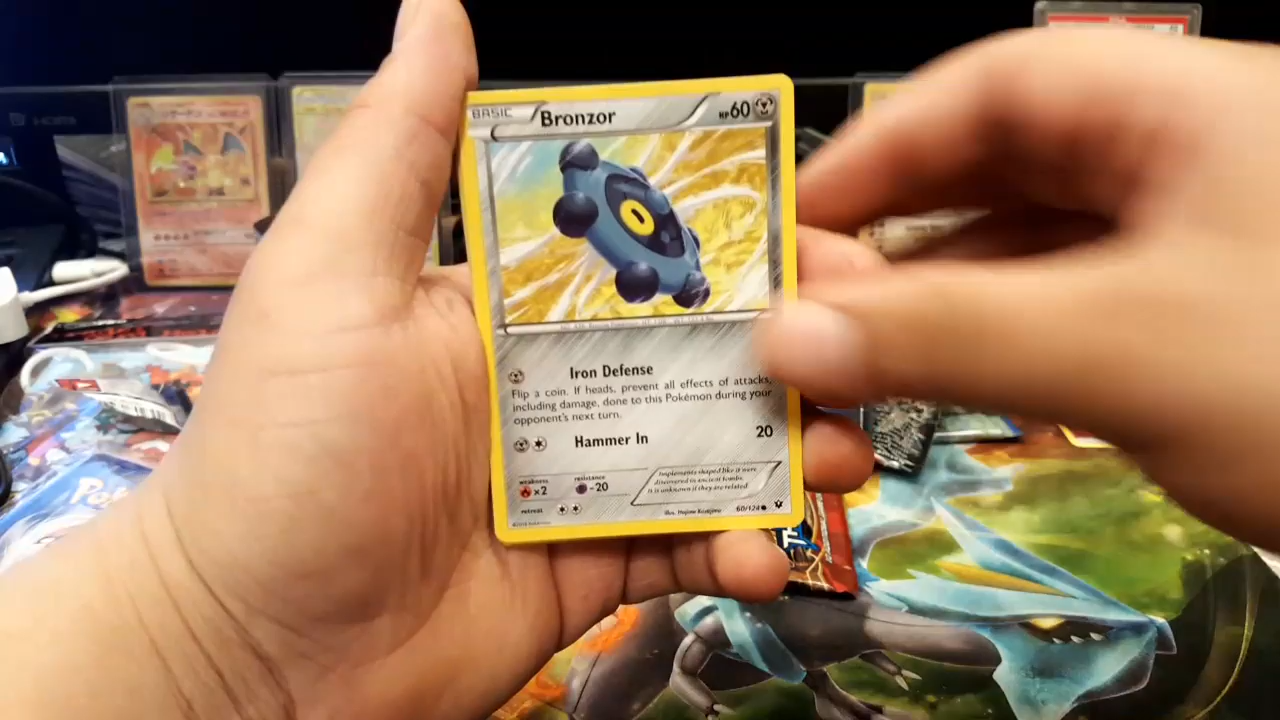 BASIC Bronzor HP60
Iron Defense
Flip a coin. If heads, prevent all effects of attacks,
including damage, done to this Pokémon during your
opponent's next turn.
Hammer In 20
weakness
×2
resistance
-20
Implements shaped like it were
discovered in ancient tombs.
It is unknown if they are related
retreat
illus. Hajime Kusajima 60/124